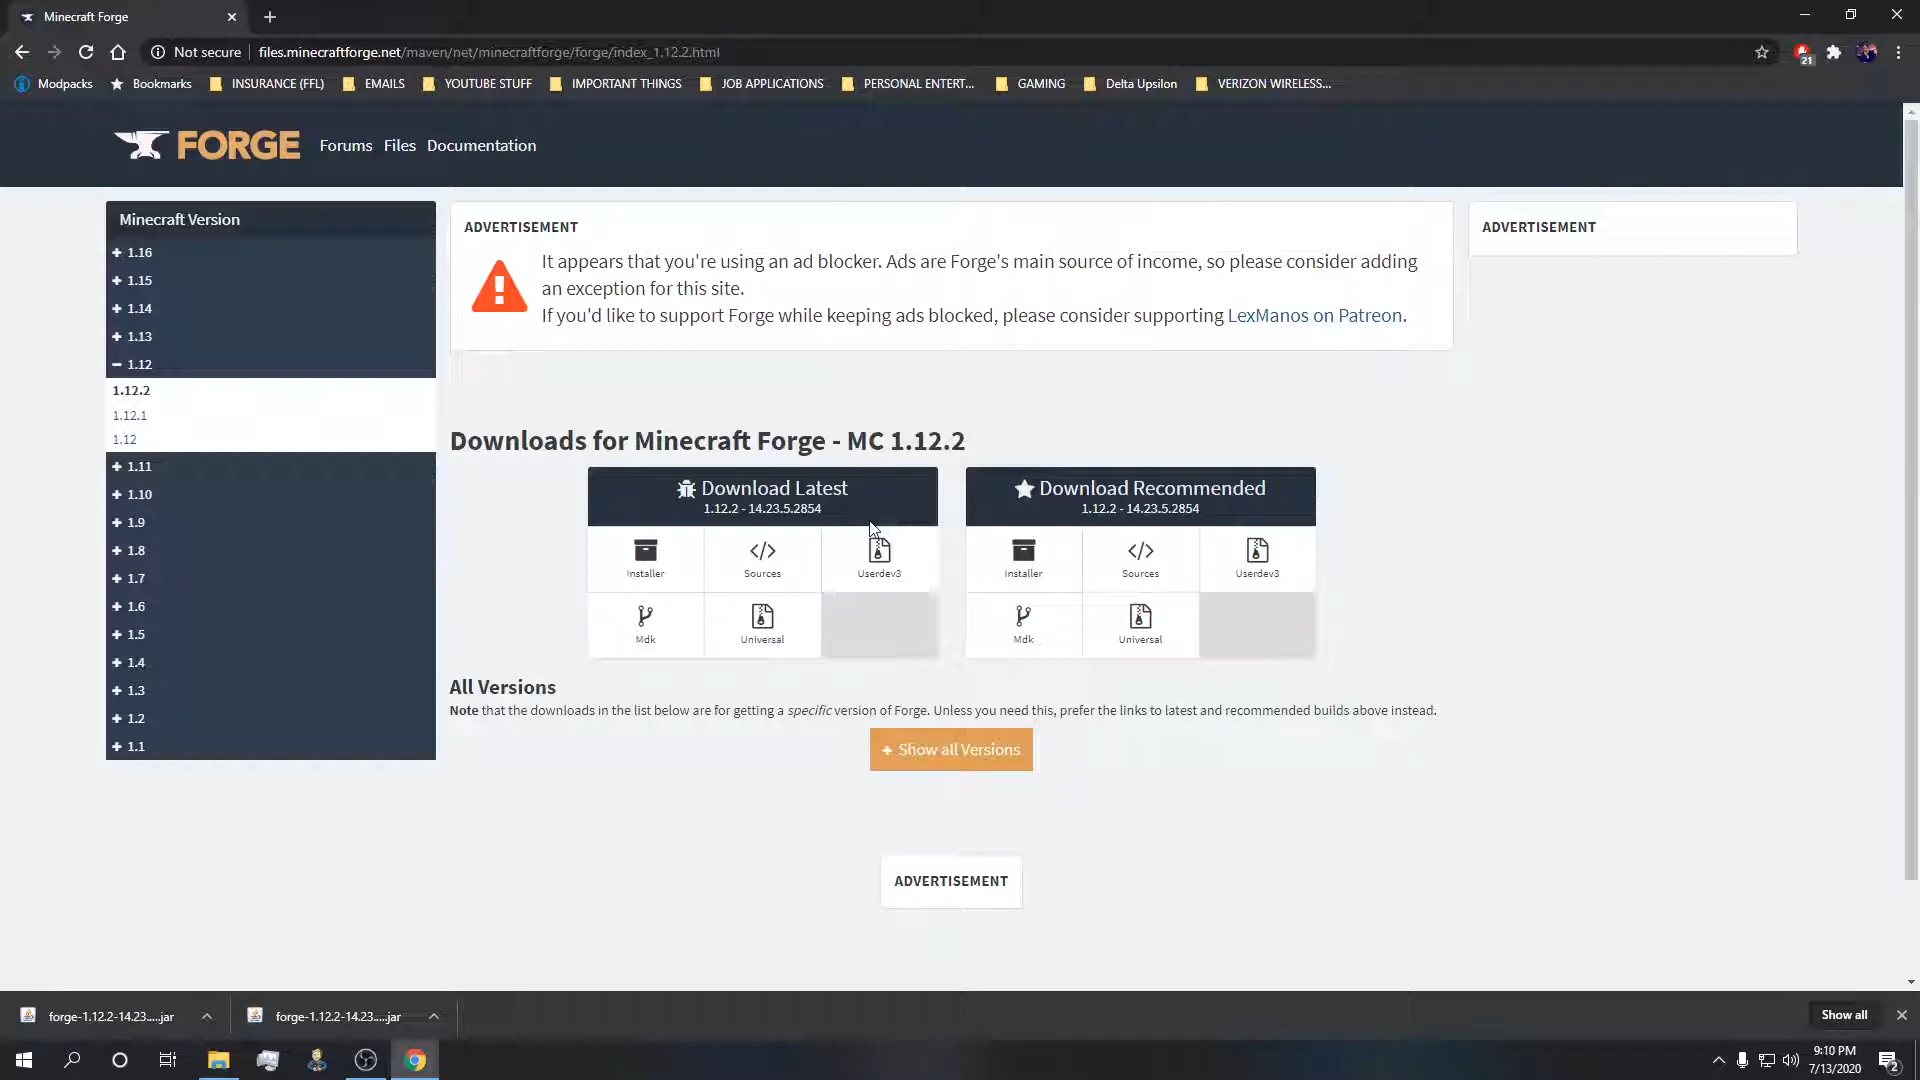 Minecraft Forge
Not secure
files.minecraftforge.net/maven/net/minecraftforge/forge/index_1.12.2.html
21
Modpacks
Bookmarks
INSURANCE (FFL)
EMAILS
YOUTUBE STUFF
IMPORTANT THINGS
JOB APPLICATIONS
PERSONAL ENTERT...
GAMING
Delta Upsilon
VERIZON WIRELESS...
FORGE
Forums Files Documentation
Minecraft Version
1.16
1.15
1.14
1.13
1.12
1.12.2
1.12.1
1.12
1.11
1.10
1.9
1.8
1.7
1.6
1.5
1.4
1.3
1.2
1.1
ADVERTISEMENT
It appears that you're using an ad blocker. Ads are Forge's main source of income, so please consider adding
an exception for this site.
If you'd like to support Forge while keeping ads blocked, please consider supporting LexManos on Patreon.
ADVERTISEMENT
Downloads for Minecraft Forge - MC 1.12.2
Download Latest
1.12.2 - 14.23.5.2854
Installer
Sources
Userdev3
Mdk
Universal
Download Recommended
1.12.2 - 14.23.5.2854
Installer
Sources
Userdev3
Mdk
Universal
All Versions
Note that the downloads in the list below are for getting a specific version of Forge. Unless you need this, prefer the links to latest and recommended builds above instead.
+ Show all Versions
ADVERTISEMENT
forge-1.12.2-14.23.....jar
forge-1.12.2-14.23.....jar
Show all
9:10 PM
7/13/2020
2